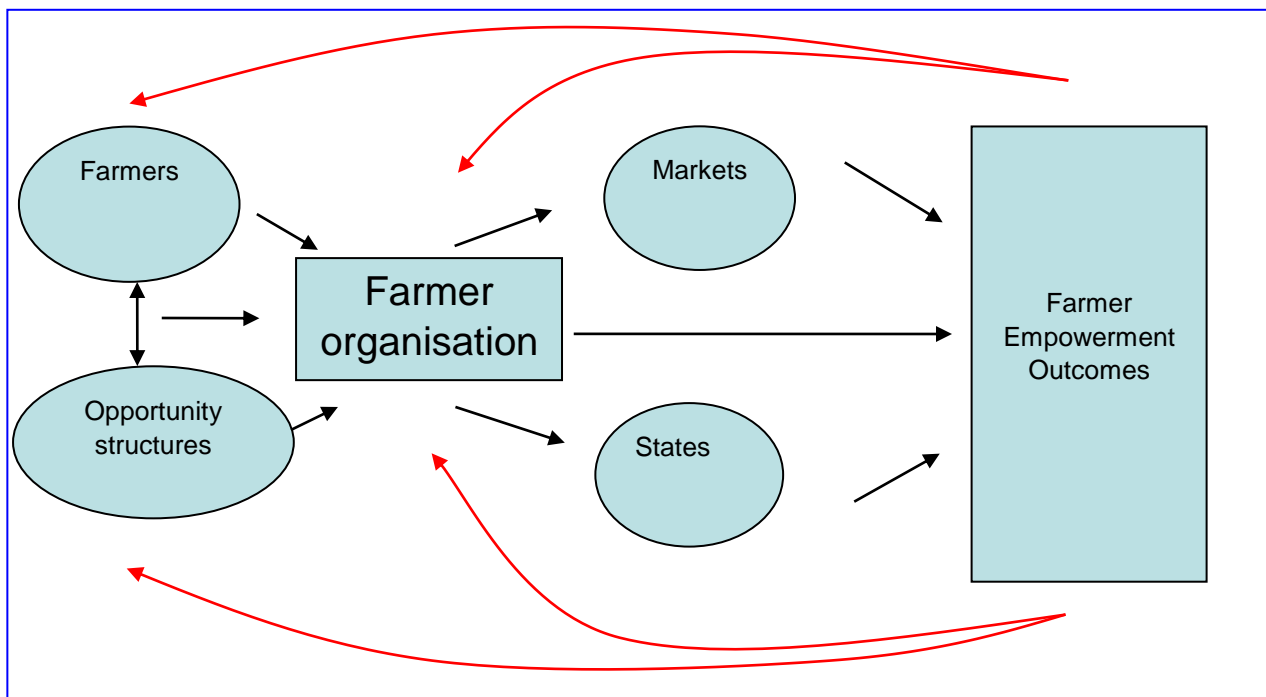 Farmers
Markets
Farmer
organisation
Farmer
Empowerment
Outcomes
Opportunity
structures
States